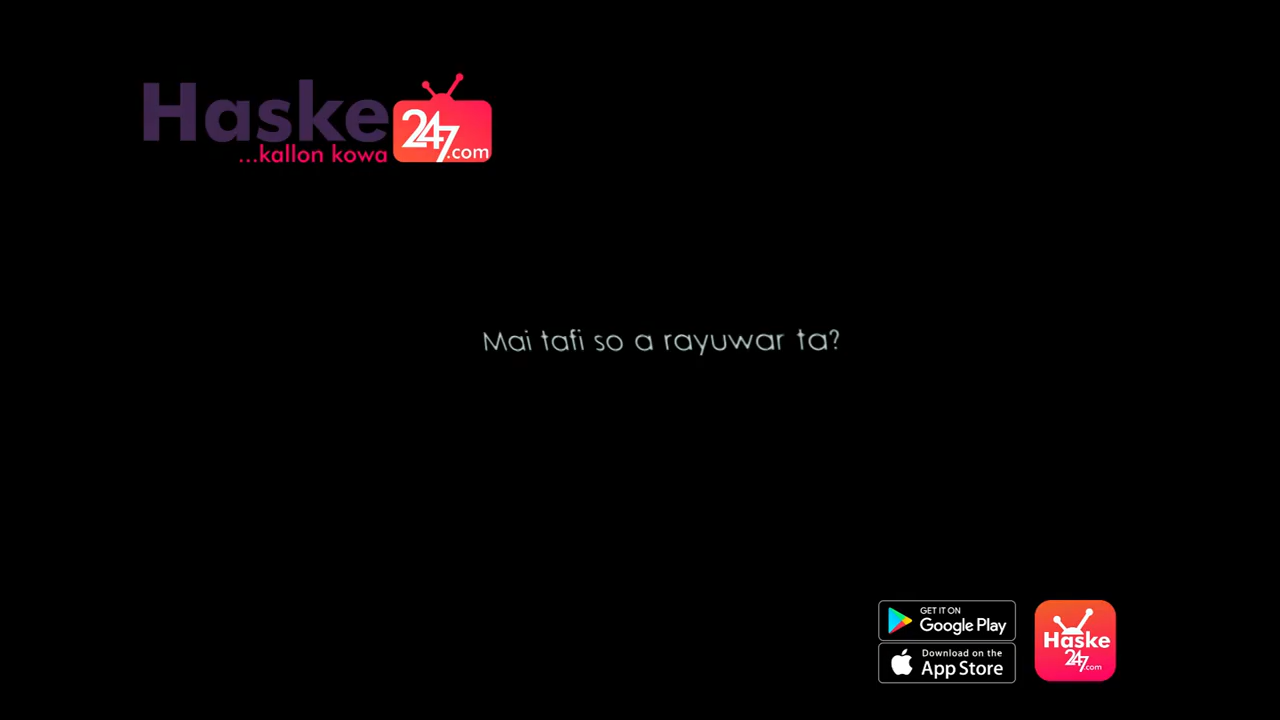 Haske
247.com
...kallon kowa
Mai tafi so a rayuwar ta?
GET IT ON
Google Play
Download on the
App Store
Haske
247.com